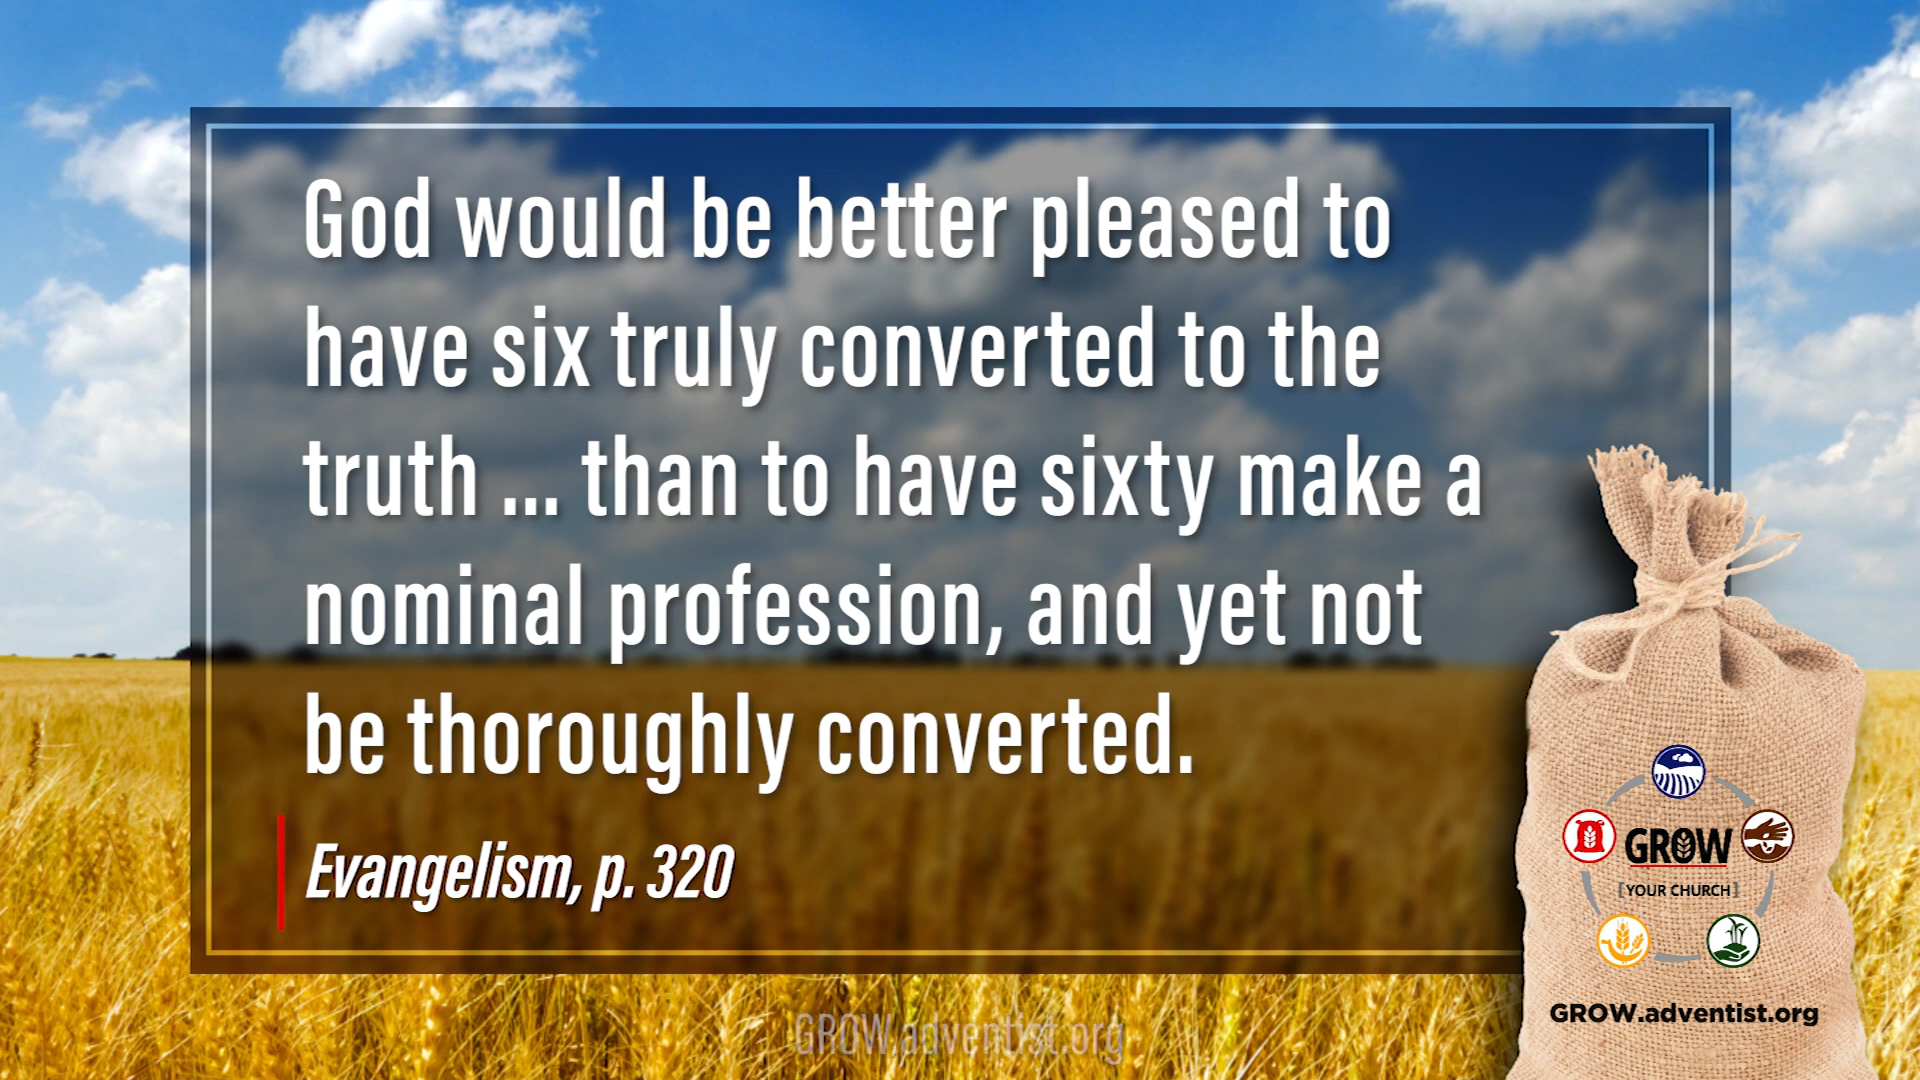 God would be better pleased to
have six truly converted to the
truth ... than to have sixty make a
nominal profession, and yet not
be thoroughly converted.
Evangelism, p. 320
GROW
[YOUR CHURCH]
GROW.adventist.org
GROW.adventist.org